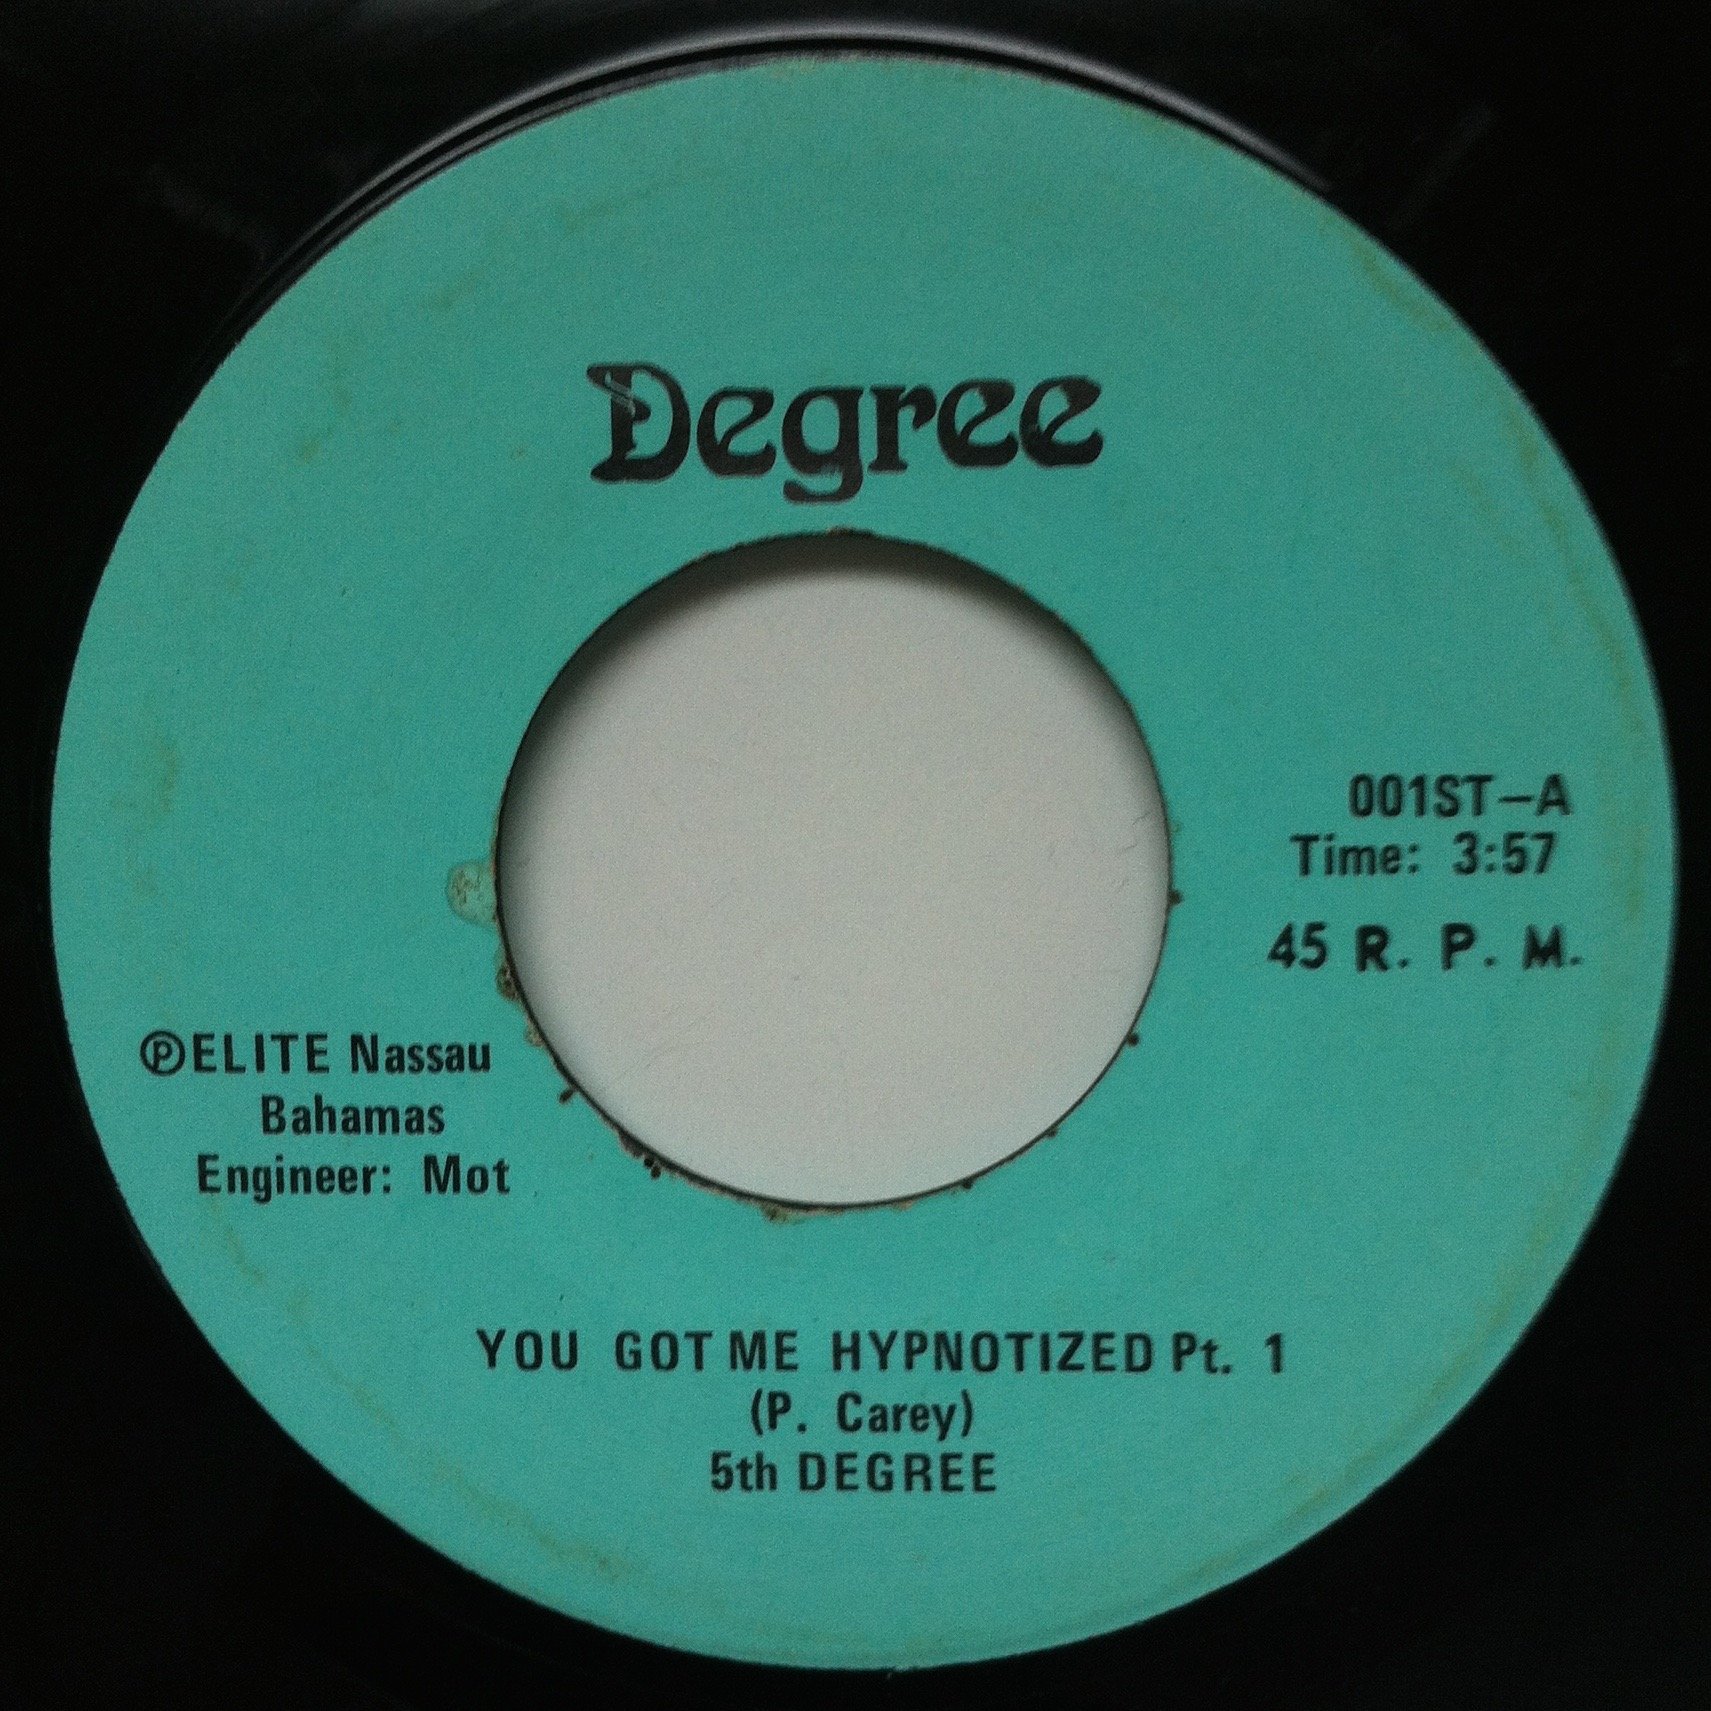 Degree
001ST-A
Time: 3:57
45 R. P. M.
ⓅELITE Nassau
Bahamas
Engineer: Mot
YOU GOT ME HYPNOTIZED Pt. 1
(P. Carey)
5th DEGREE